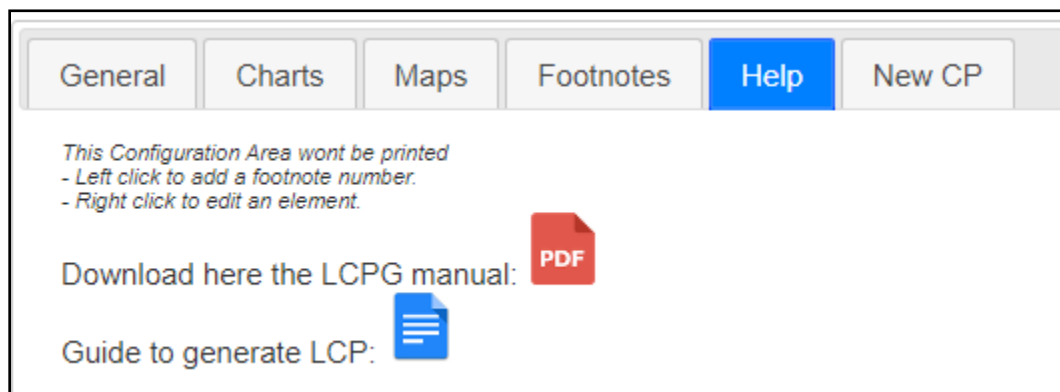 General Charts Maps Footnotes Help New CP
This Configuration Area wont be printed
- Left click to add a footnote number.
- Right click to edit an element.
Download here the LCPG manual: PDF
Guide to generate LCP: